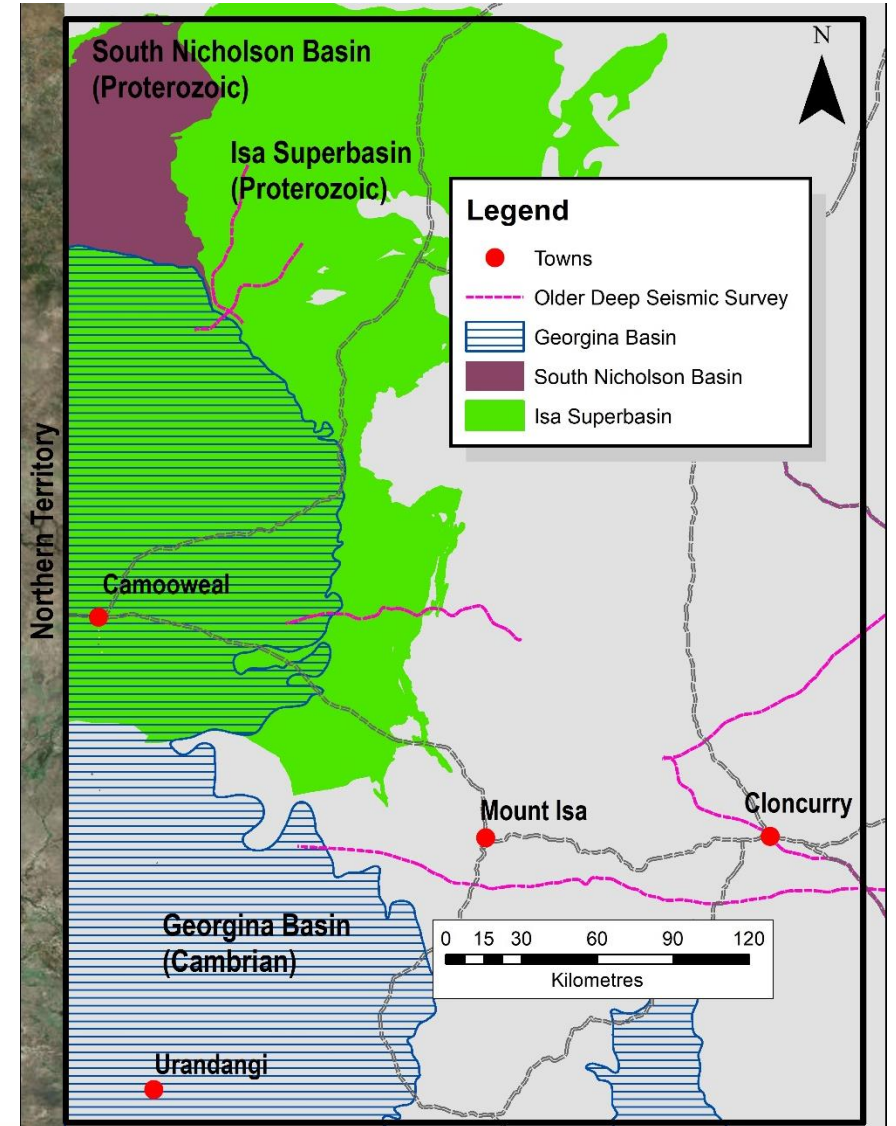 South Nicholson Basin
(Proterozoic)
N
Isa Superbasin
(Proterozoic)
Legend
Towns
Older Deep Seismic Survey
Georgina Basin
South Nicholson Basin
Isa Superbasin
Northern Territory
Camooweal
Mount Isa
Cloncurry
Georgina Basin
(Cambrian)
0 15 30 60 90 120
Kilometres
Urandangi